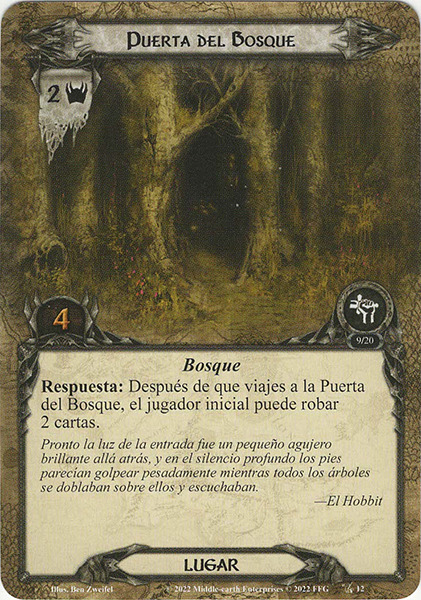 Puerta del Bosque
2
4
9/20
Bosque
Respuesta: Después de que viajes a la Puerta
del Bosque, el jugador inicial puede robar
2 cartas.
Pronto la luz de la entrada fue un pequeño agujero
brillante allá atrás, y en el silencio profundo los pies
parecían golpear pesadamente mientras todos los árboles
se doblaban sobre ellos y escuchaban.
—El Hobbit
LUGAR
Illus. Ben Zweifel © 2022 Middle-earth Enterprises © 2022 FFG 12